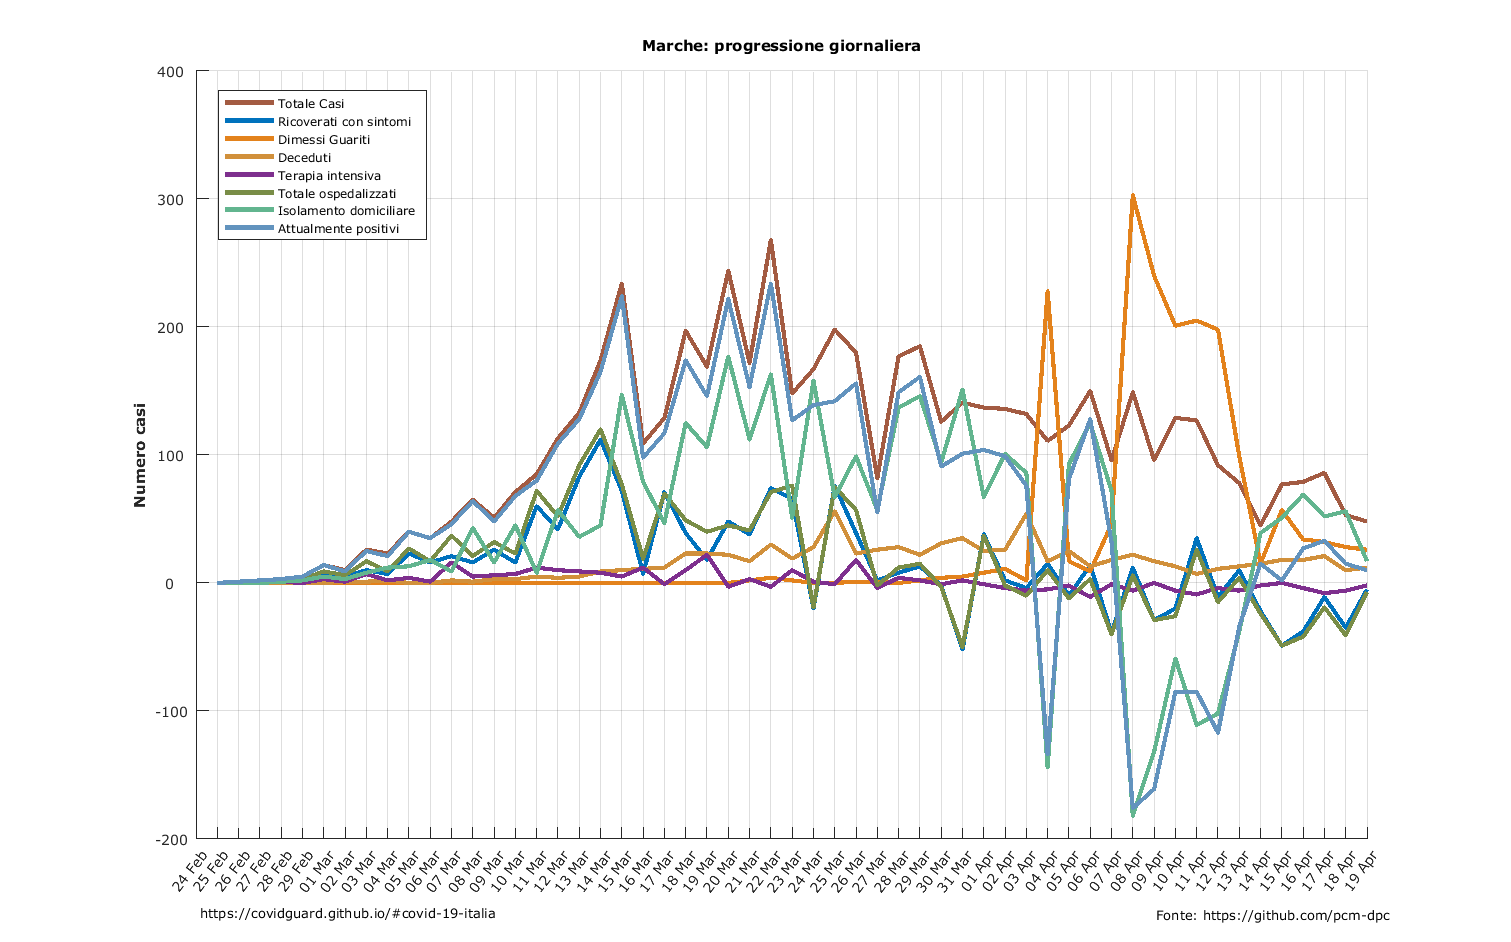 Marche: progressione giornaliera
400
300
200
100
0
-100
-200
Numero casi
Totale Casi
Ricoverati con sintomi
Dimessi Guariti
Deceduti
Terapia intensiva
Totale ospedalizzati
Isolamento domiciliare
Attualmente positivi
24 Feb
25 Feb
26 Feb
27 Feb
28 Feb
29 Feb
01 Mar
02 Mar
03 Mar
04 Mar
05 Mar
06 Mar
07 Mar
08 Mar
09 Mar
10 Mar
11 Mar
12 Mar
13 Mar
14 Mar
15 Mar
16 Mar
17 Mar
18 Mar
19 Mar
20 Mar
21 Mar
22 Mar
23 Mar
24 Mar
25 Mar
26 Mar
27 Mar
28 Mar
29 Mar
30 Mar
31 Mar
01 Apr
02 Apr
03 Apr
04 Apr
05 Apr
06 Apr
07 Apr
08 Apr
09 Apr
10 Apr
11 Apr
12 Apr
13 Apr
14 Apr
15 Apr
16 Apr
17 Apr
18 Apr
19 Apr
https://covidguard.github.io/#covid-19-italia
Fonte: https://github.com/pcm-dpc